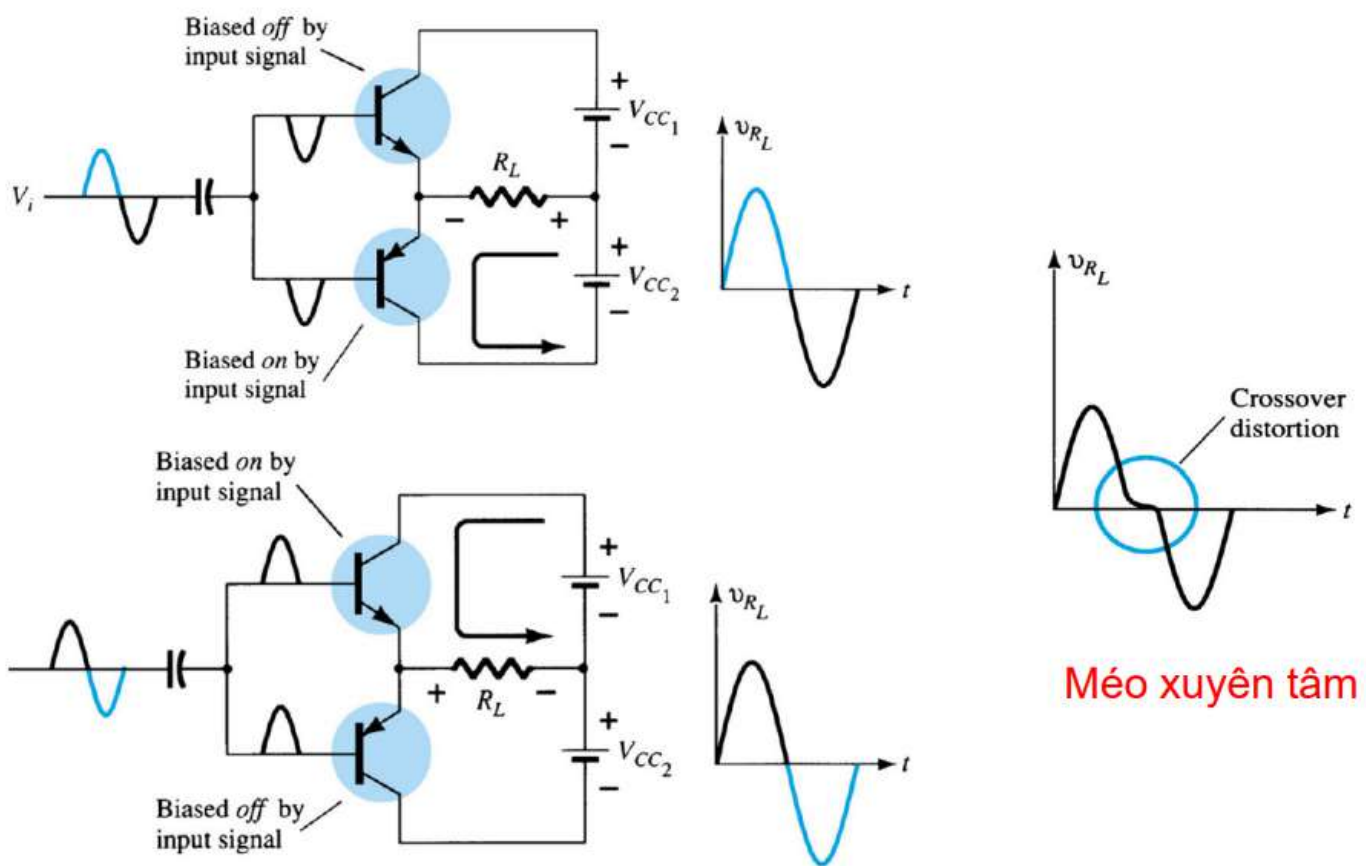 Biased off by
input signal
+
V_CC1
−
v_RL
R_L
V_i
−
+
+
V_CC2
−
t
Biased on by
input signal
v_RL
Crossover
distortion
t
Méo xuyên tâm
Biased on by
input signal
+
V_CC1
−
v_RL
+
R_L
−
+
V_CC2
−
t
Biased off by
input signal